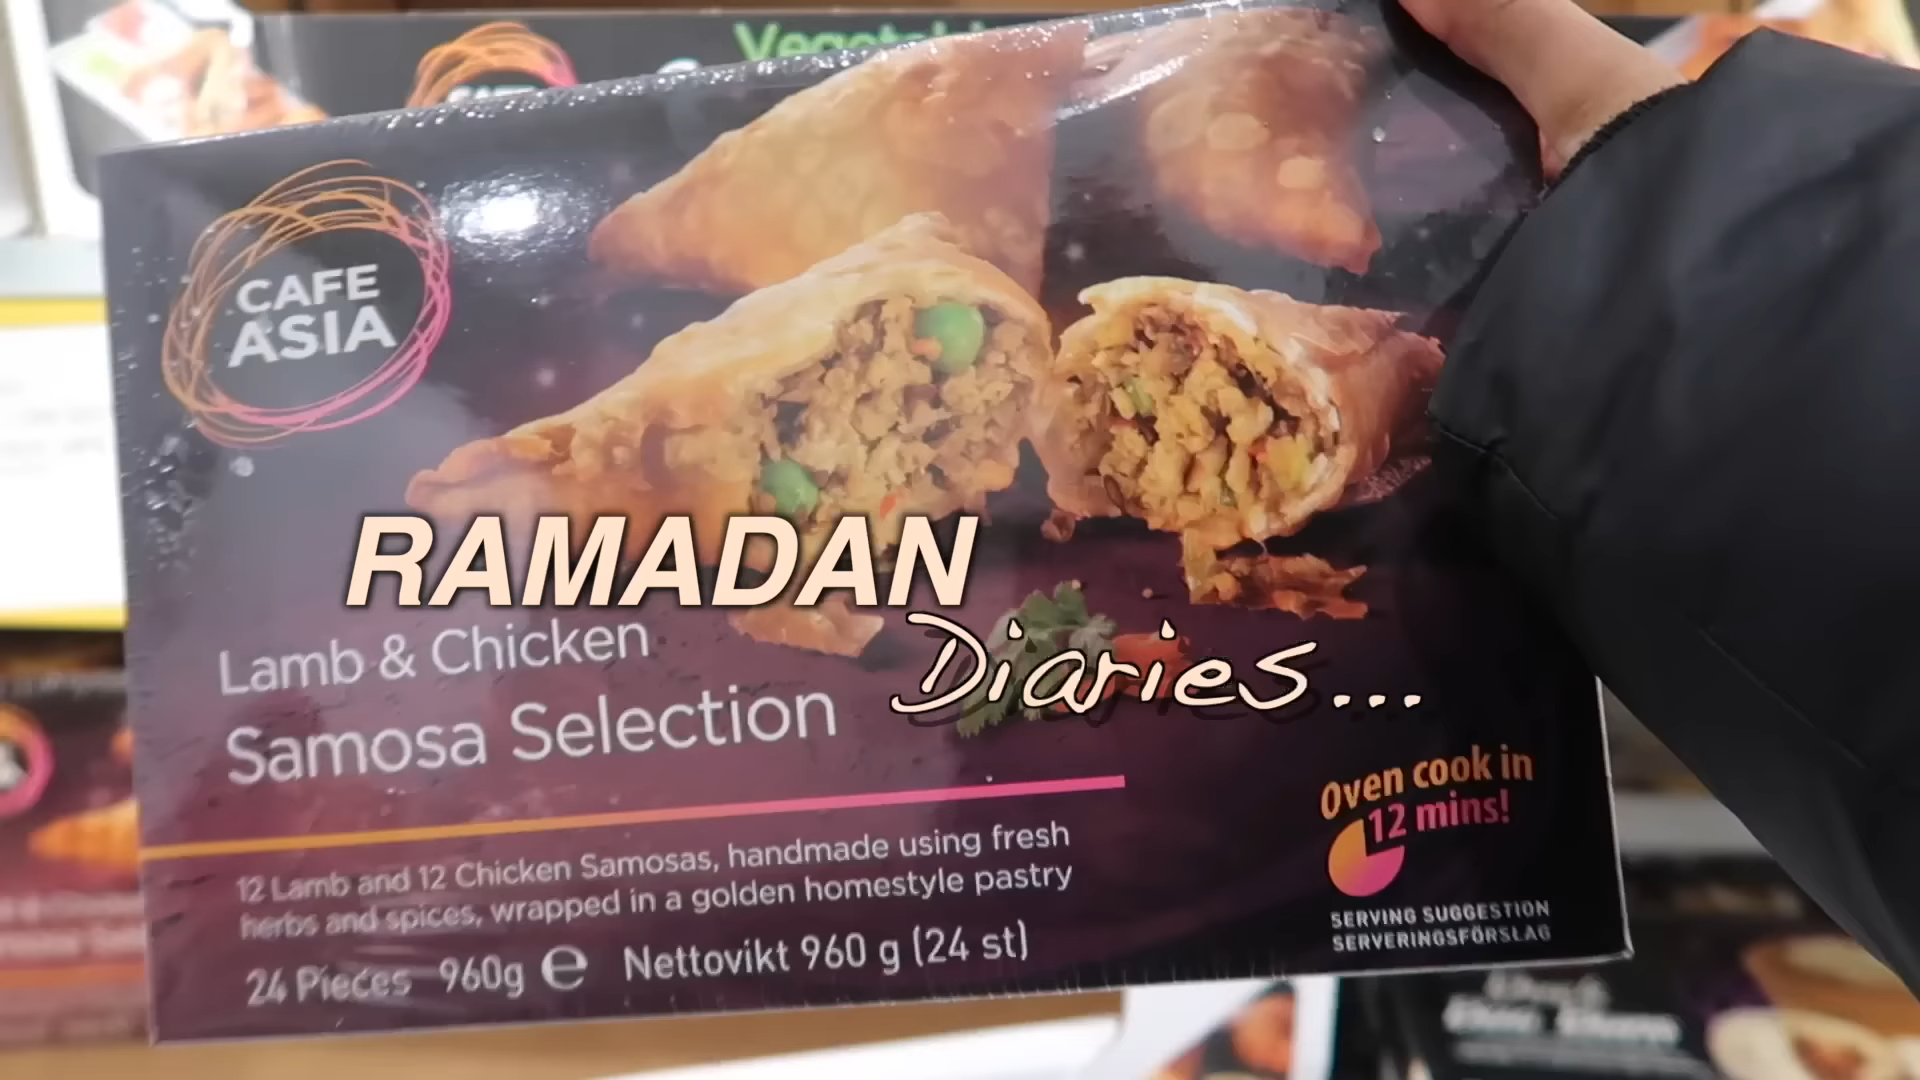 Vegetabl
CAFE
ASIA
RAMADAN
Diaries...
Lamb & Chicken
Samosa Selection
Oven cook in
12 mins!
12 Lamb and 12 Chicken Samosas, handmade using fresh
herbs and spices, wrapped in a golden homestyle pastry
24 Pieces 960g e Nettovikt 960 g (24 st)
SERVING SUGGESTION
SERVERINGSFÖRSLAG